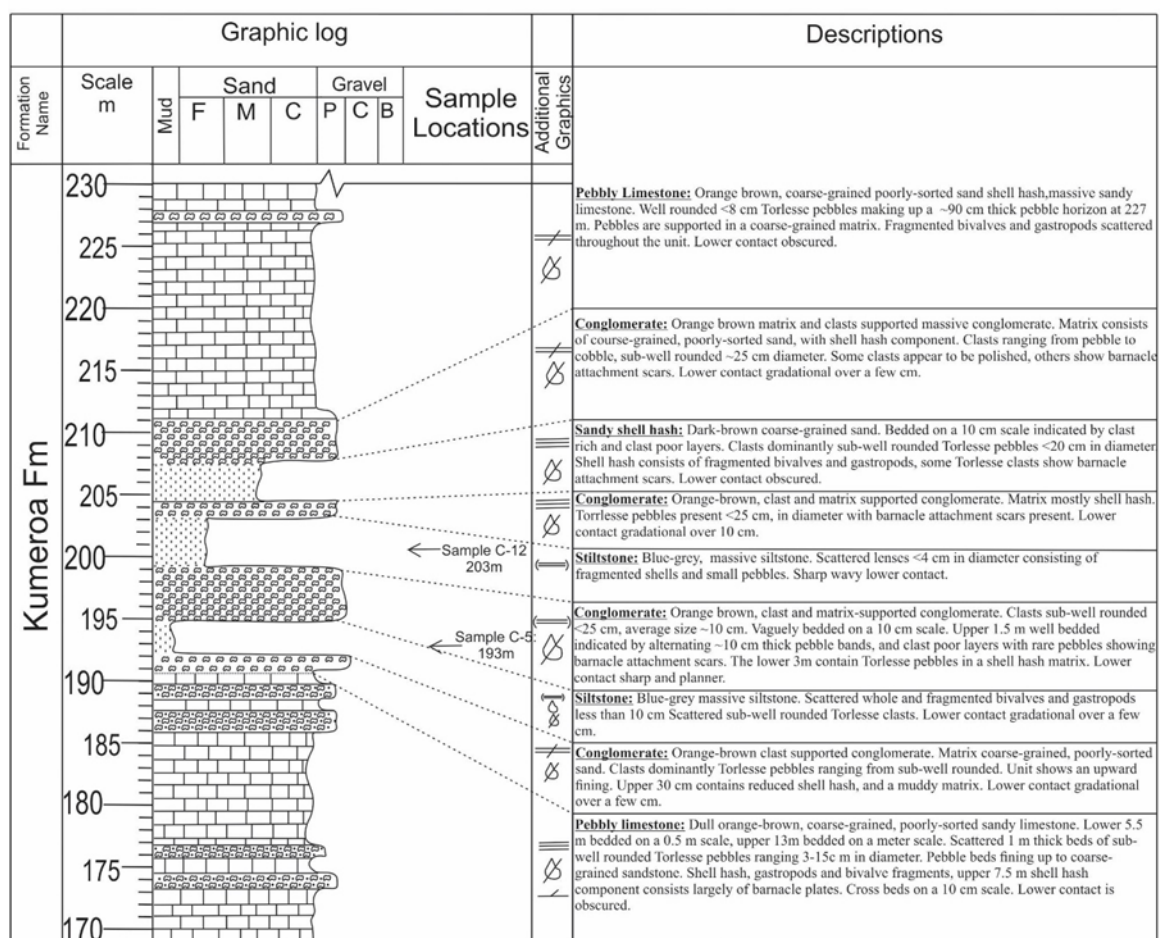 Graphic log
Descriptions
Formation
Name
Scale
m
Mud
Sand
F
M
C
Gravel
P
C
B
Sample
Locations
Additional
Graphics
Kumeroa Fm
230
225
220
215
210
205
200
195
190
185
180
175
170
Sample C-12
203m
Sample C-5
193m
Pebbly Limestone: Orange brown, coarse-grained poorly-sorted sand shell hash,massive sandy
limestone. Well rounded <8 cm Torlesse pebbles making up a ~90 cm thick pebble horizon at 227
m. Pebbles are supported in a coarse-grained matrix. Fragmented bivalves and gastropods scattered
throughout the unit. Lower contact obscured.
Conglomerate: Orange brown matrix and clasts supported massive conglomerate. Matrix consists
of course-grained, poorly-sorted sand, with shell hash component. Clasts ranging from pebble to
cobble, sub-well rounded ~25 cm diameter. Some clasts appear to be polished, others show barnacle
attachment scars. Lower contact gradational over a few cm.
Sandy shell hash: Dark-brown coarse-grained sand. Bedded on a 10 cm scale indicated by clast
rich and clast poor layers. Clasts dominantly sub-well rounded Torlesse pebbles <20 cm in diameter
Shell hash consists of fragmented bivalves and gastropods, some Torlesse clasts show barnacle
attachment scars. Lower contact obscured.
Conglomerate: Orange-brown, clast and matrix supported conglomerate. Matrix mostly shell hash.
Torrlesse pebbles present <25 cm, in diameter with barnacle attachment scars present. Lower
contact gradational over 10 cm.
Stiltstone: Blue-grey, massive siltstone. Scattered lenses <4 cm in diameter consisting of
fragmented shells and small pebbles. Sharp wavy lower contact.
Conglomerate: Orange brown, clast and matrix-supported conglomerate. Clasts sub-well rounded
<25 cm, average size ~10 cm. Vaguely bedded on a 10 cm scale. Upper 1.5 m well bedded
indicated by alternating ~10 cm thick pebble bands, and clast poor layers with rare pebbles showing
barnacle attachment scars. The lower 3m contain Torlesse pebbles in a shell hash matrix. Lower
contact sharp and planner.
Siltstone: Blue-grey massive siltstone. Scattered whole and fragmented bivalves and gastropods
less than 10 cm Scattered sub-well rounded Torlesse clasts. Lower contact gradational over a few
cm.
Conglomerate: Orange-brown clast supported conglomerate. Matrix coarse-grained, poorly-sorted
sand. Clasts dominantly Torlesse pebbles ranging from sub-well rounded. Unit shows an upward
fining. Upper 30 cm contains reduced shell hash, and a muddy matrix. Lower contact gradational
over a few cm.
Pebbly limestone: Dull orange-brown, coarse-grained, poorly-sorted sandy limestone. Lower 5.5
m bedded on a 0.5 m scale, upper 13m bedded on a meter scale. Scattered 1 m thick beds of sub-
well rounded Torlesse pebbles ranging 3-15c m in diameter. Pebble beds fining up to coarse-
grained sandstone. Shell hash, gastropods and bivalve fragments, upper 7.5 m shell hash
component consists largely of barnacle plates. Cross beds on a 10 cm scale. Lower contact is
obscured.